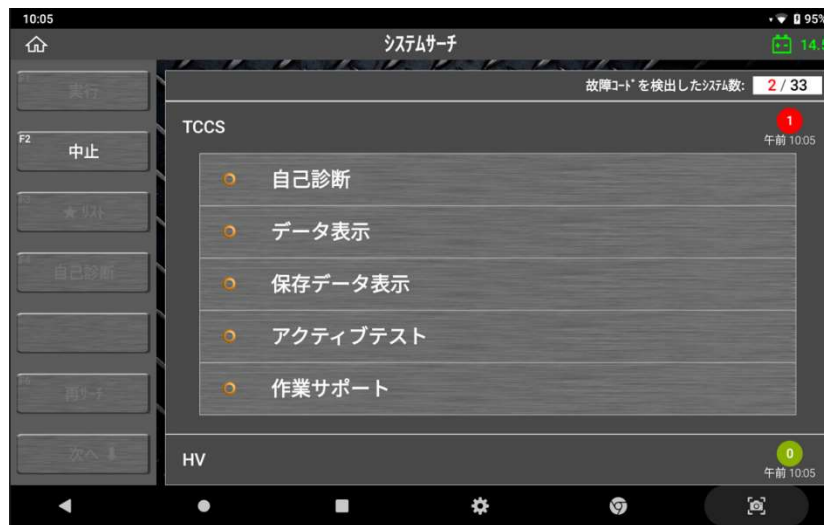 10:05
95%
システムサーチ
14.5
F1 実行
故障コードを検出したシステム数: 2 / 33
TCCS
1
午前 10:05
F2 中止
自己診断
F3 ★リスト
データ表示
F4 自己診断
保存データ表示
アクティブテスト
F6 再サーチ
作業サポート
次へ
HV
0
午前 10:05